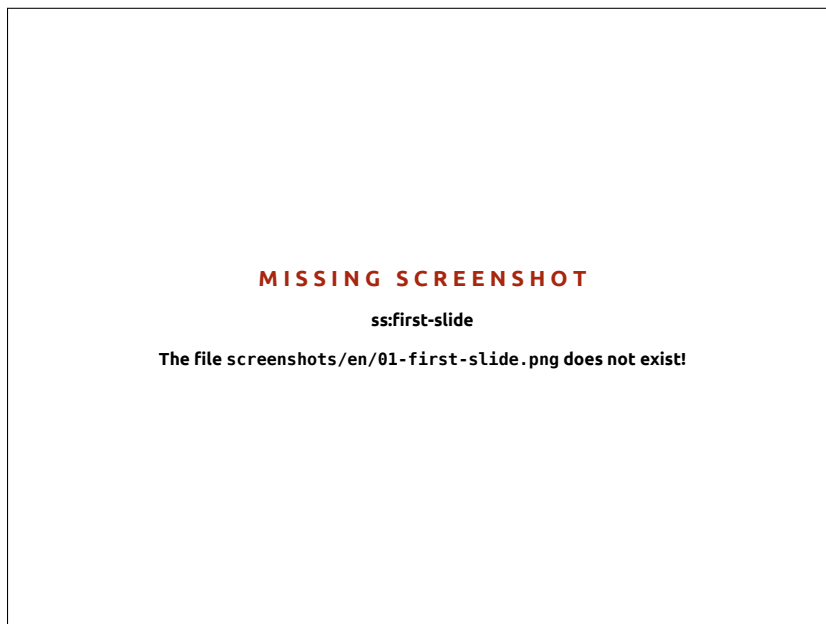 MISSING SCREENSHOT
ss:first-slide
The file screenshots/en/01-first-slide.png does not exist!